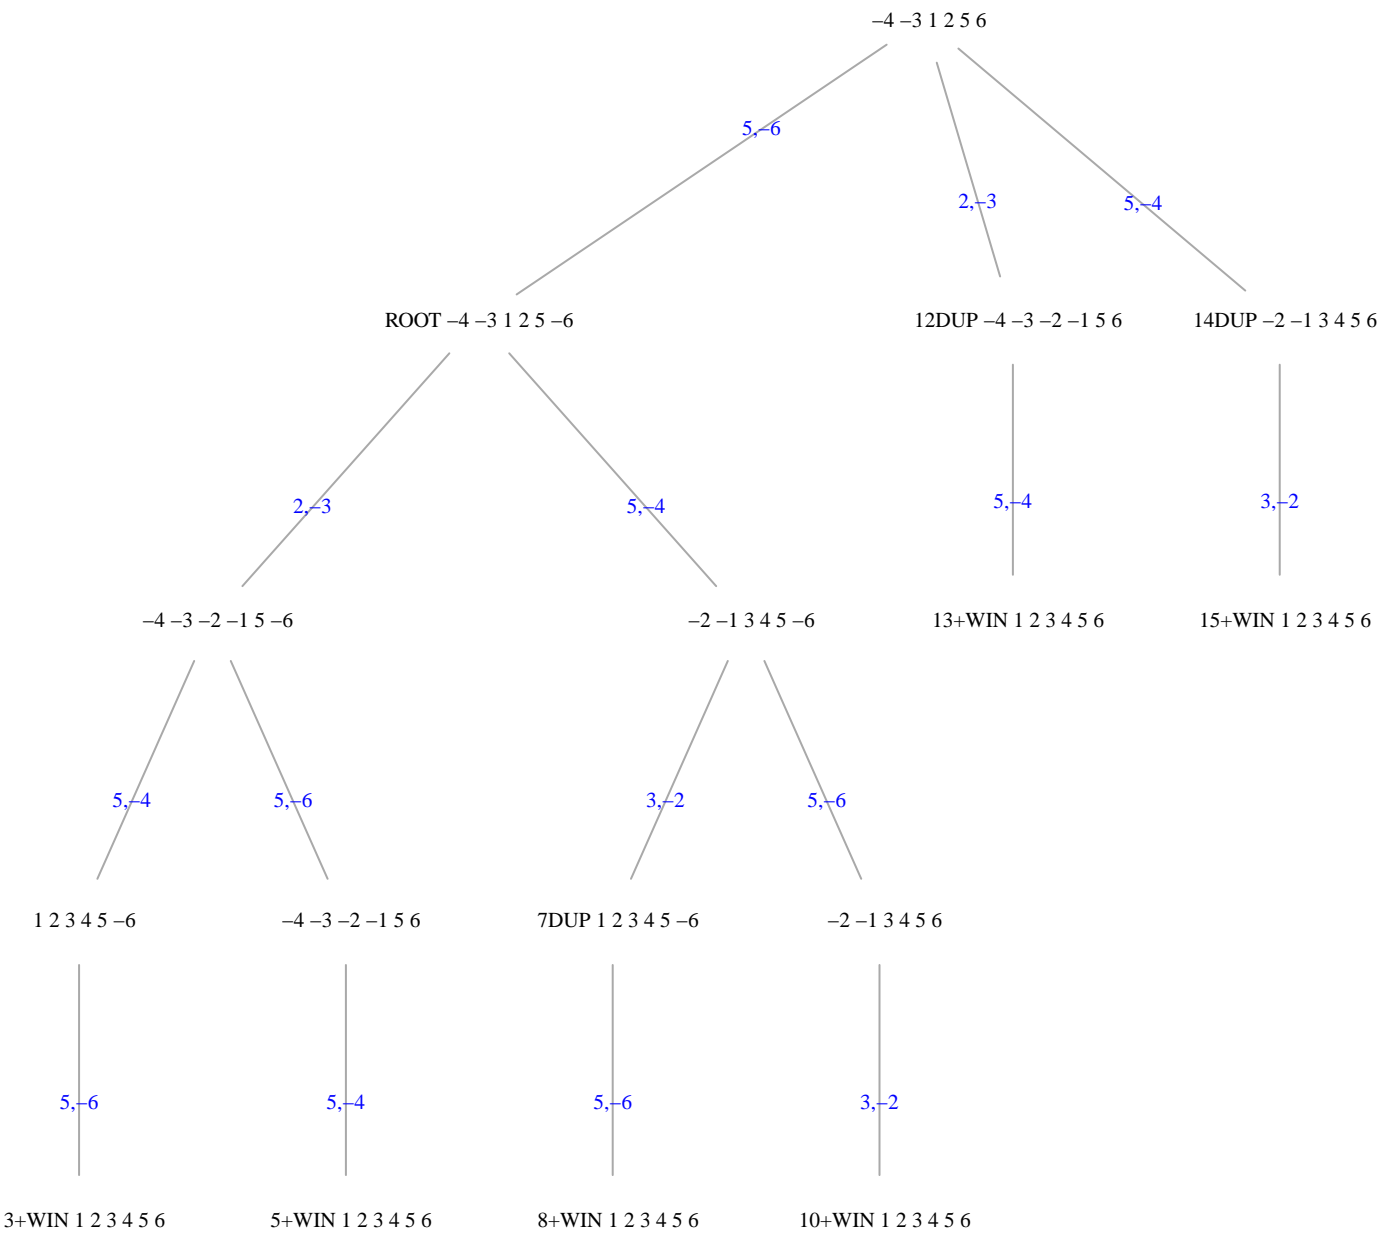 −4 −3 1 2 5 6
5,−6
2,−3
5,−4
ROOT −4 −3 1 2 5 −6
12DUP −4 −3 −2 −1 5 6
14DUP −2 −1 3 4 5 6
2,−3
5,−4
5,−4
3,−2
−4 −3 −2 −1 5 −6
−2 −1 3 4 5 −6
13+WIN 1 2 3 4 5 6
15+WIN 1 2 3 4 5 6
5,−4
5,−6
3,−2
5,−6
1 2 3 4 5 −6
−4 −3 −2 −1 5 6
7DUP 1 2 3 4 5 −6
−2 −1 3 4 5 6
5,−6
5,−4
5,−6
3,−2
3+WIN 1 2 3 4 5 6
5+WIN 1 2 3 4 5 6
8+WIN 1 2 3 4 5 6
10+WIN 1 2 3 4 5 6